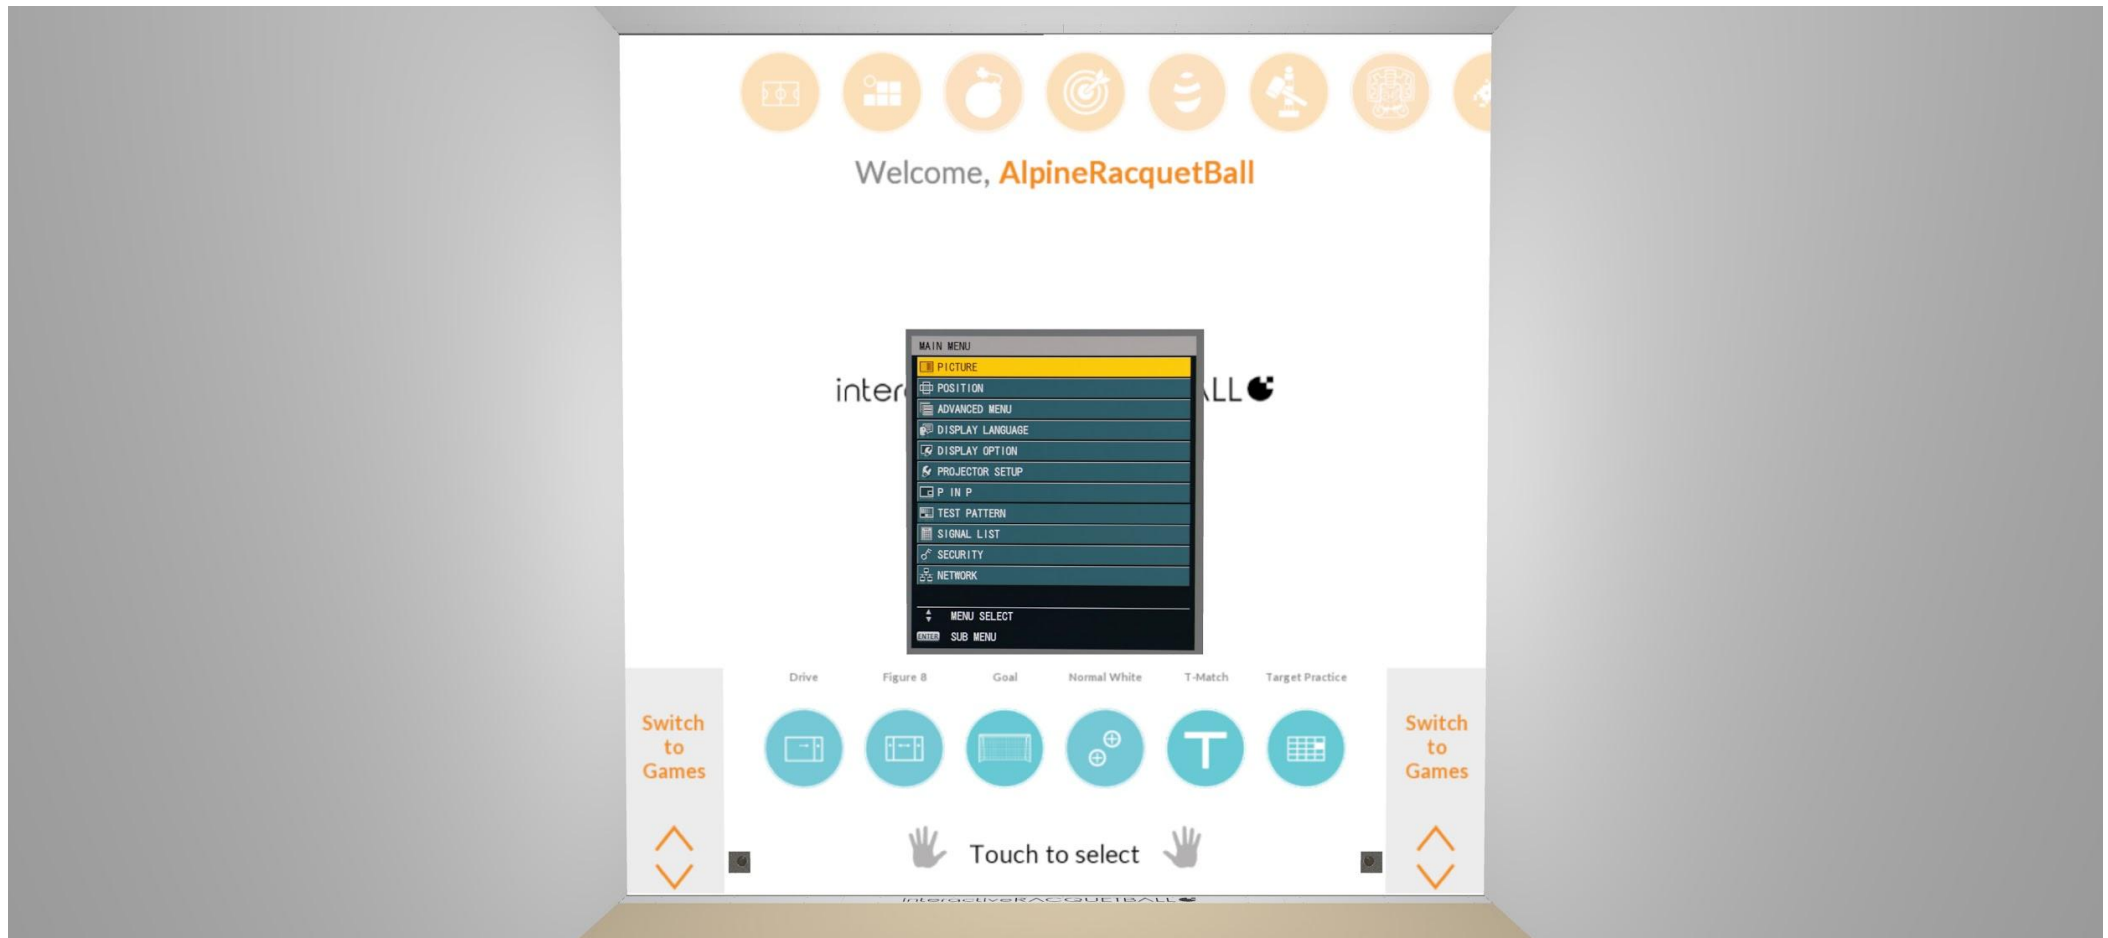 Welcome, AlpineRacquetBall
MAIN MENU
PICTURE
POSITION
ADVANCED MENU
DISPLAY LANGUAGE
DISPLAY OPTION
PROJECTOR SETUP
P IN P
TEST PATTERN
SIGNAL LIST
SECURITY
NETWORK
MENU SELECT
ENTER SUB MENU
inter LL
Drive Figure 8 Goal Normal White T-Match Target Practice
T
Switch
to
Games
Switch
to
Games
Touch to select
interactiveRACQUETBALL